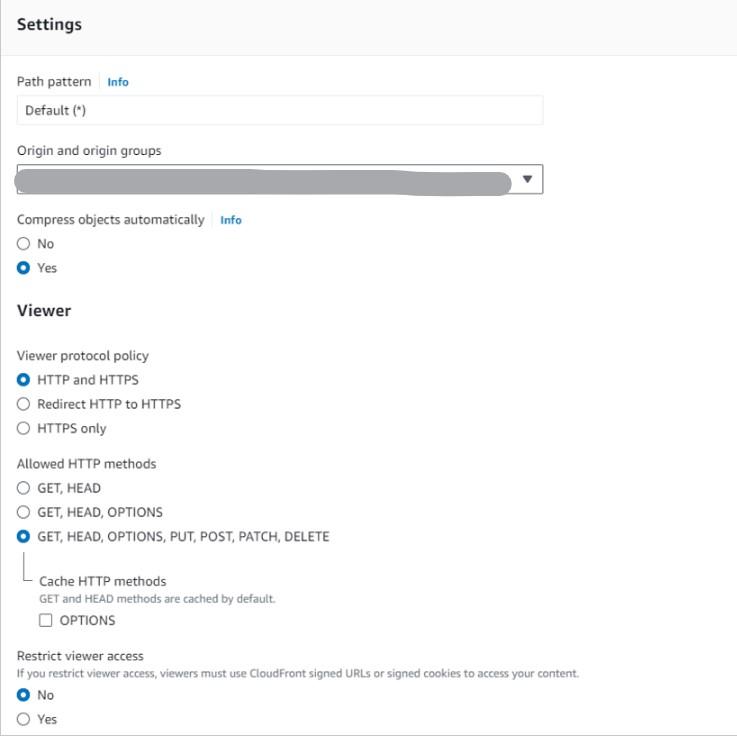 Settings
Path pattern Info
Default (*)
Origin and origin groups
Compress objects automatically Info
No
Yes
Viewer
Viewer protocol policy
HTTP and HTTPS
Redirect HTTP to HTTPS
HTTPS only
Allowed HTTP methods
GET, HEAD
GET, HEAD, OPTIONS
GET, HEAD, OPTIONS, PUT, POST, PATCH, DELETE
Cache HTTP methods
GET and HEAD methods are cached by default.
OPTIONS
Restrict viewer access
If you restrict viewer access, viewers must use CloudFront signed URLs or signed cookies to access your content.
No
Yes